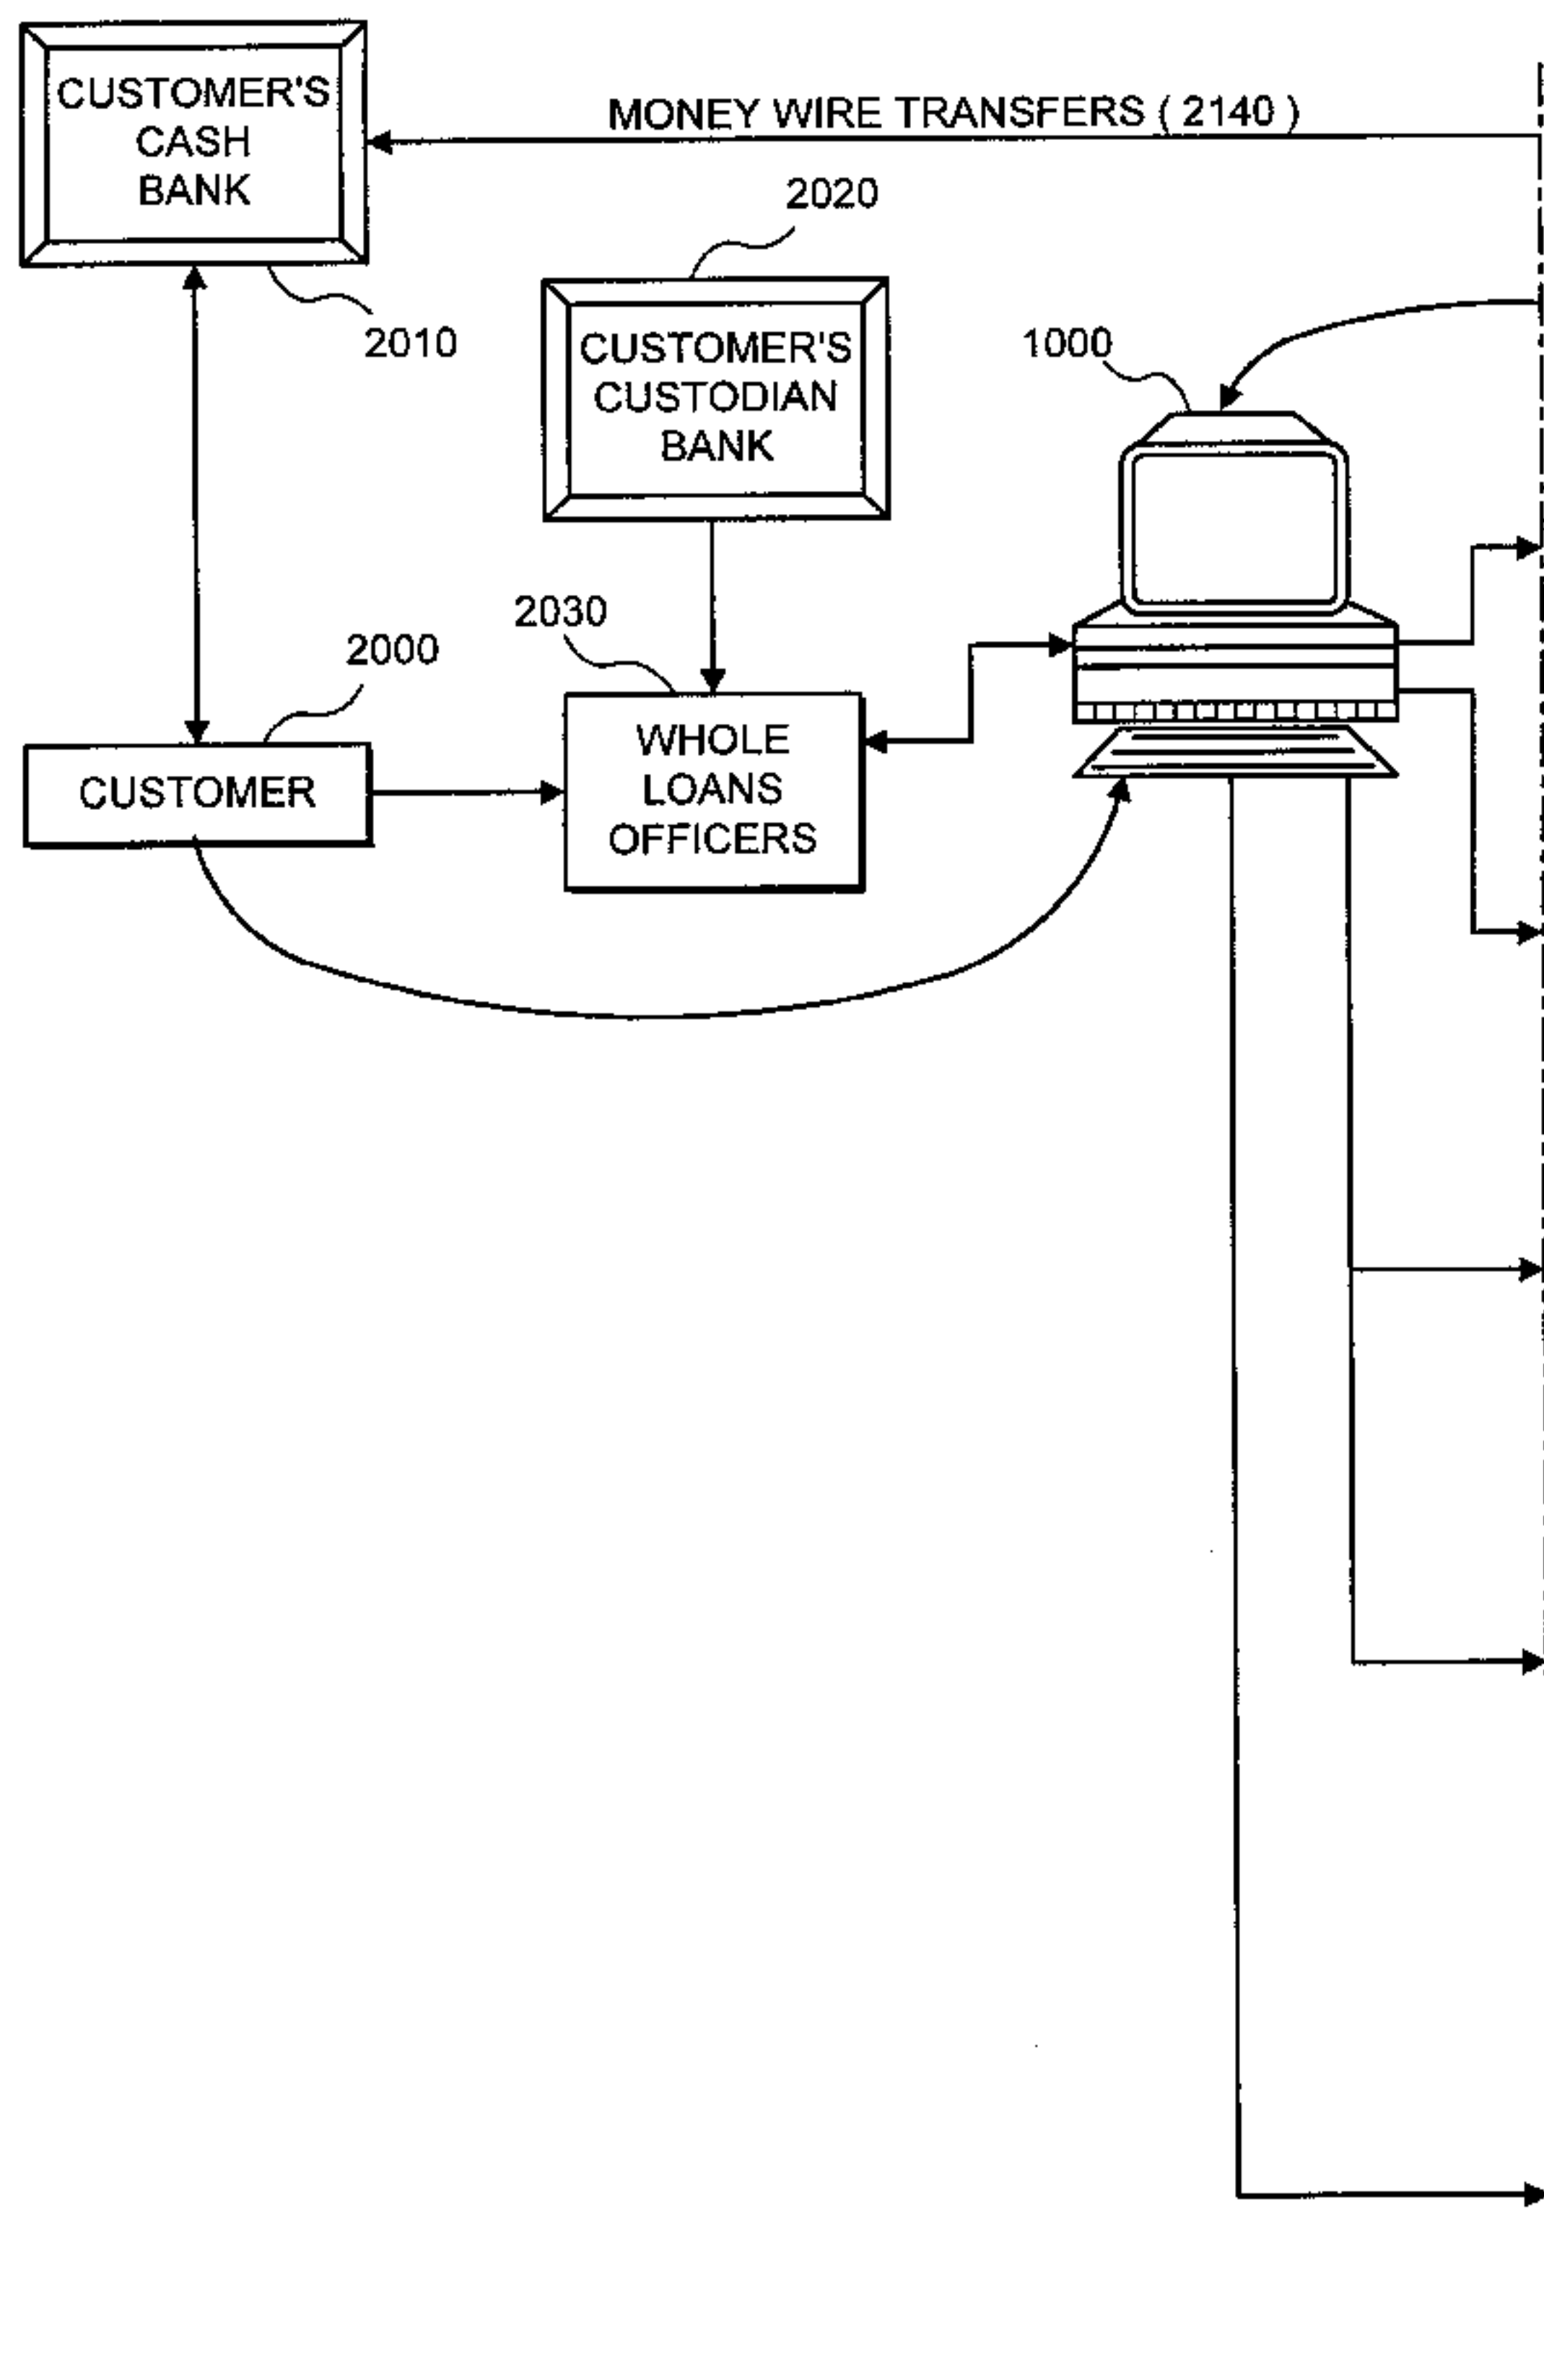 CUSTOMER'S
CASH
BANK
MONEY WIRE TRANSFERS ( 2140 )
2020
2010
CUSTOMER'S
CUSTODIAN
BANK
1000
2030
2000
WHOLE
LOANS
OFFICERS
CUSTOMER